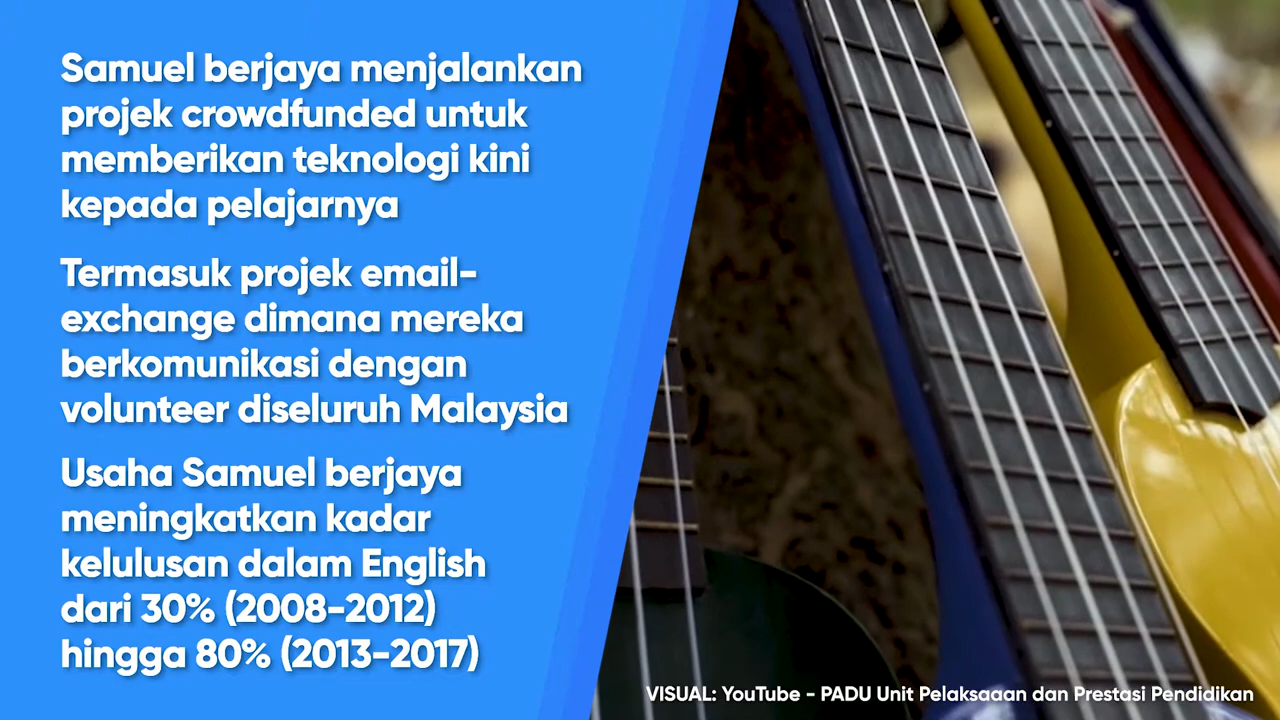 Samuel berjaya menjalankan
projek crowdfunded untuk
memberikan teknologi kini
kepada pelajarnya
Termasuk projek email-
exchange dimana mereka
berkomunikasi dengan
volunteer diseluruh Malaysia
Usaha Samuel berjaya
meningkatkan kadar
kelulusan dalam English
dari 30% (2008-2012)
hingga 80% (2013-2017)
VISUAL: YouTube - PADU Unit Pelaksaaan dan Prestasi Pendidikan